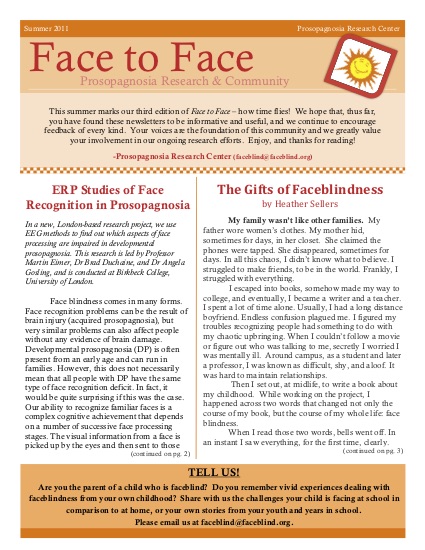 Summer 2011
Prosopagnosia Research Center
Face to Face
Prosopagnosia Research & Community
This summer marks our third edition of Face to Face – how time flies! We hope that, thus far,
you have found these newsletters to be informative and useful, and we continue to encourage
feedback of every kind. Your voices are the foundation of this community and we greatly value
your involvement in our ongoing research efforts. Enjoy, and thanks for reading!
-Prosopagnosia Research Center (faceblind@faceblind.org)
ERP Studies of Face
Recognition in Prosopagnosia
In a new, London-based research project, we use
EEG methods to find out which aspects of face
processing are impaired in developmental
prosopagnosia. This research is led by Professor
Martin Eimer, Dr Brad Duchaine, and Dr Angela
Gosling, and is conducted at Birkbeck College,
University of London.
Face blindness comes in many forms.
Face recognition problems can be the result of
brain injury (acquired prosopagnosia), but
very similar problems can also affect people
without any evidence of brain damage.
Developmental prosopagnosia (DP) is often
present from an early age and can run in
families. However, this does not necessarily
mean that all people with DP have the same
type of face recognition deficit. In fact, it
would be quite surprising if this was the case.
Our ability to recognize familiar faces is a
complex cognitive achievement that depends
on a number of successive face processing
stages. The visual information from a face is
picked up by the eyes and then sent to those
(continued on pg. 2)
The Gifts of Faceblindness
by Heather Sellers
My family wasn't like other families. My
father wore women's clothes. My mother hid,
sometimes for days, in her closet. She claimed the
phones were tapped. She disappeared, sometimes for
days. In all this chaos, I didn't know what to believe. I
struggled to make friends, to be in the world. Frankly, I
struggled with everything.
I escaped into books, somehow made my way to
college, and eventually, I became a writer and a teacher.
I spent a lot of time alone. Usually, I had a long distance
boyfriend. Endless confusion plagued me. I figured my
troubles recognizing people had something to do with
my chaotic upbringing. When I couldn't follow a movie
or figure out who was talking to me, secretly I worried I
was mentally ill. Around campus, as a student and later
a professor, I was known as difficult, shy, and aloof. It
was hard to maintain relationships.
Then I set out, at midlife, to write a book about
my childhood. While working on the project, I
happened across two words that changed not only the
course of my book, but the course of my whole life: face
blindness.
When I read those two words, bells went off. In
an instant I saw everything, for the first time, clearly.
(continued on pg. 3)
TELL US!
Are you the parent of a child who is faceblind? Do you remember vivid experiences dealing with
faceblindness from your own childhood? Share with us the challenges your child is facing at school in
comparison to at home, or your own stories from your youth and years in school.
Please email us at faceblind@faceblind.org.